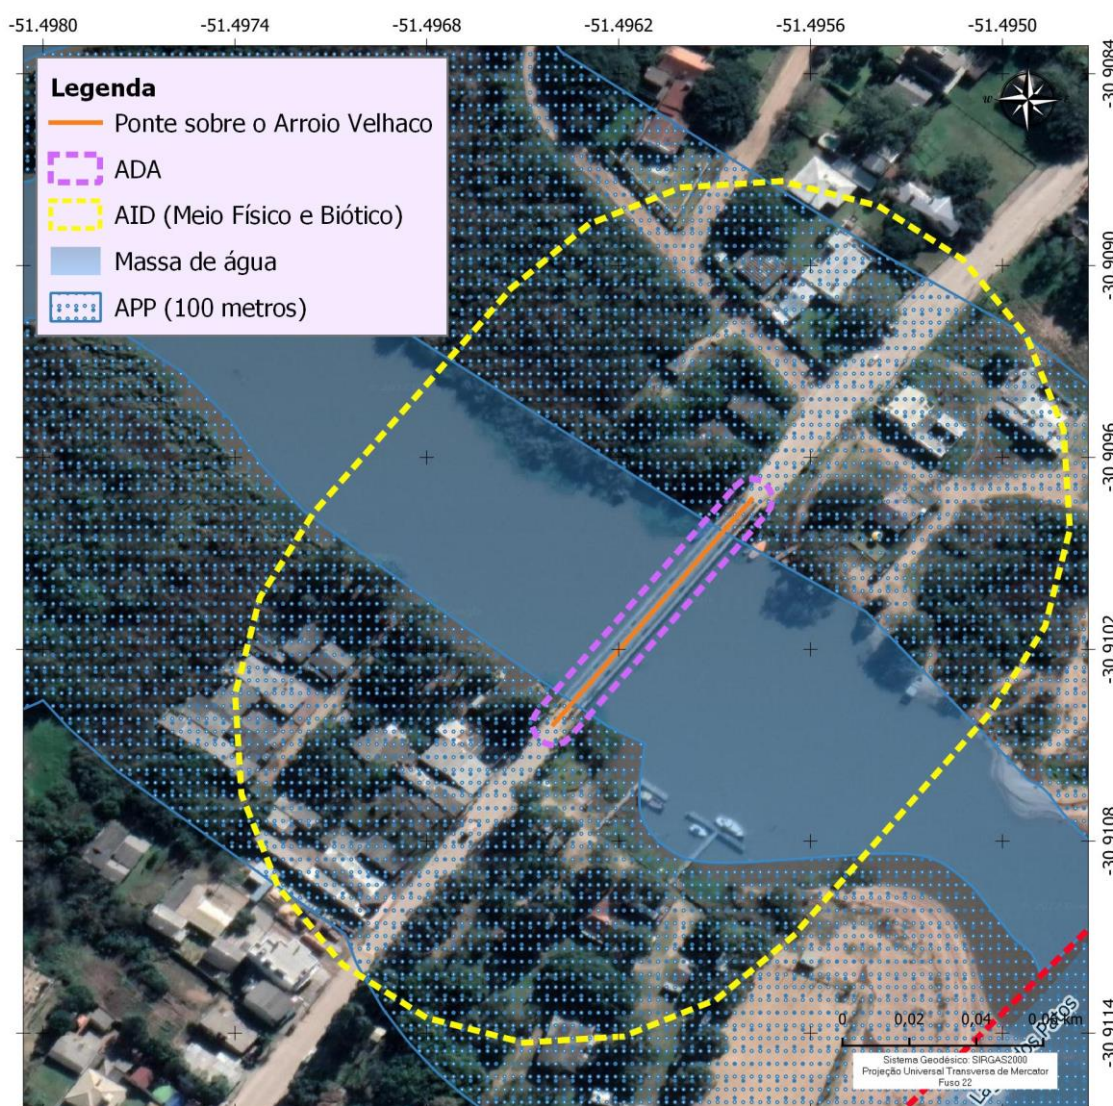 -51.4980 -51.4974 -51.4968 -51.4962 -51.4956 -51.4950
Legenda
Ponte sobre o Arroio Velhaco
ADA
AID (Meio Físico e Biótico)
Massa de água
APP (100 metros)
W
E
-30.9084
-30.9090
-30.9096
-30.9102
-30.9108
-30.9114
0 0,02 0,04 km
Patos
Sistema Geodésico: SIRGAS2000
Projeção Universal Transversa de Mercator
Fuso 22